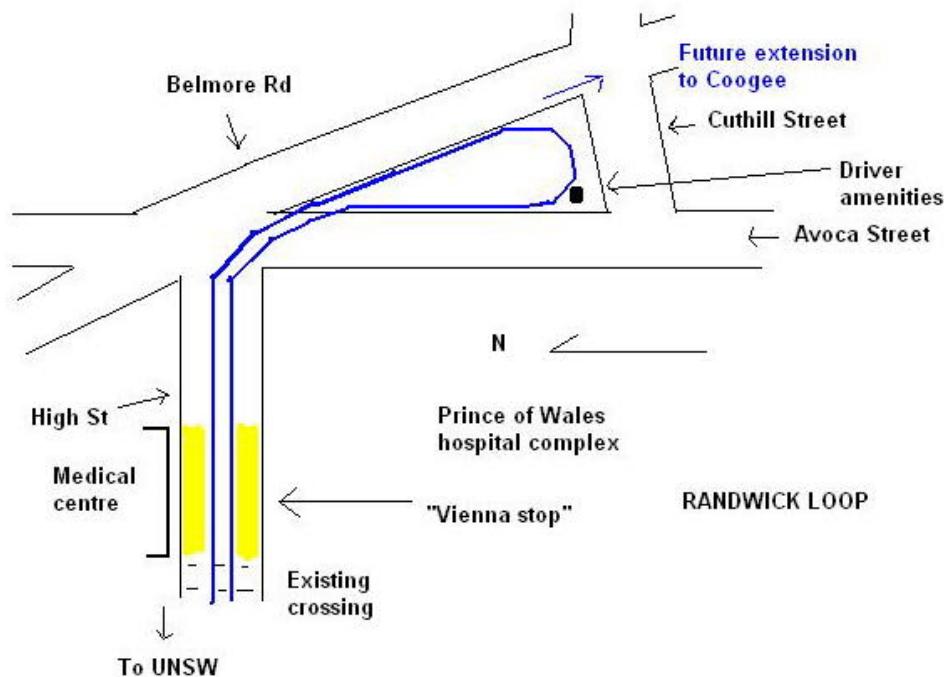 Future extension
to Coogee
Belmore Rd
Cuthill Street
Driver
amenities
Avoca Street
N
High St
Prince of Wales
hospital complex
Medical
centre
"Vienna stop"
RANDWICK LOOP
Existing
crossing
To UNSW